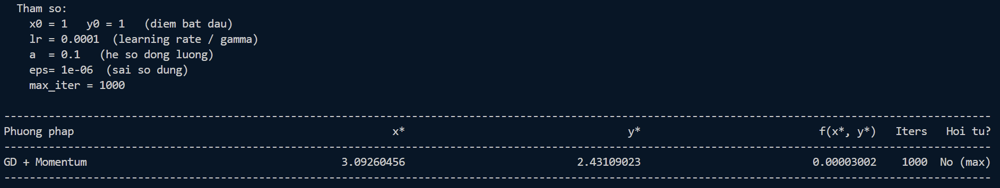 Tham so:
x0 = 1   y0 = 1   (diem bat dau)
lr = 0.0001  (learning rate / gamma)
a  = 0.1   (he so dong luong)
eps= 1e-06  (sai so dung)
max_iter = 1000
-----------------------------------------------------------------------------------------------------------------------------------------------------------
Phuong phap x* y* f(x*, y*) Iters Hoi tu?
-----------------------------------------------------------------------------------------------------------------------------------------------------------
GD + Momentum 3.09260456 2.43109023 0.00003002 1000 No (max)
-----------------------------------------------------------------------------------------------------------------------------------------------------------